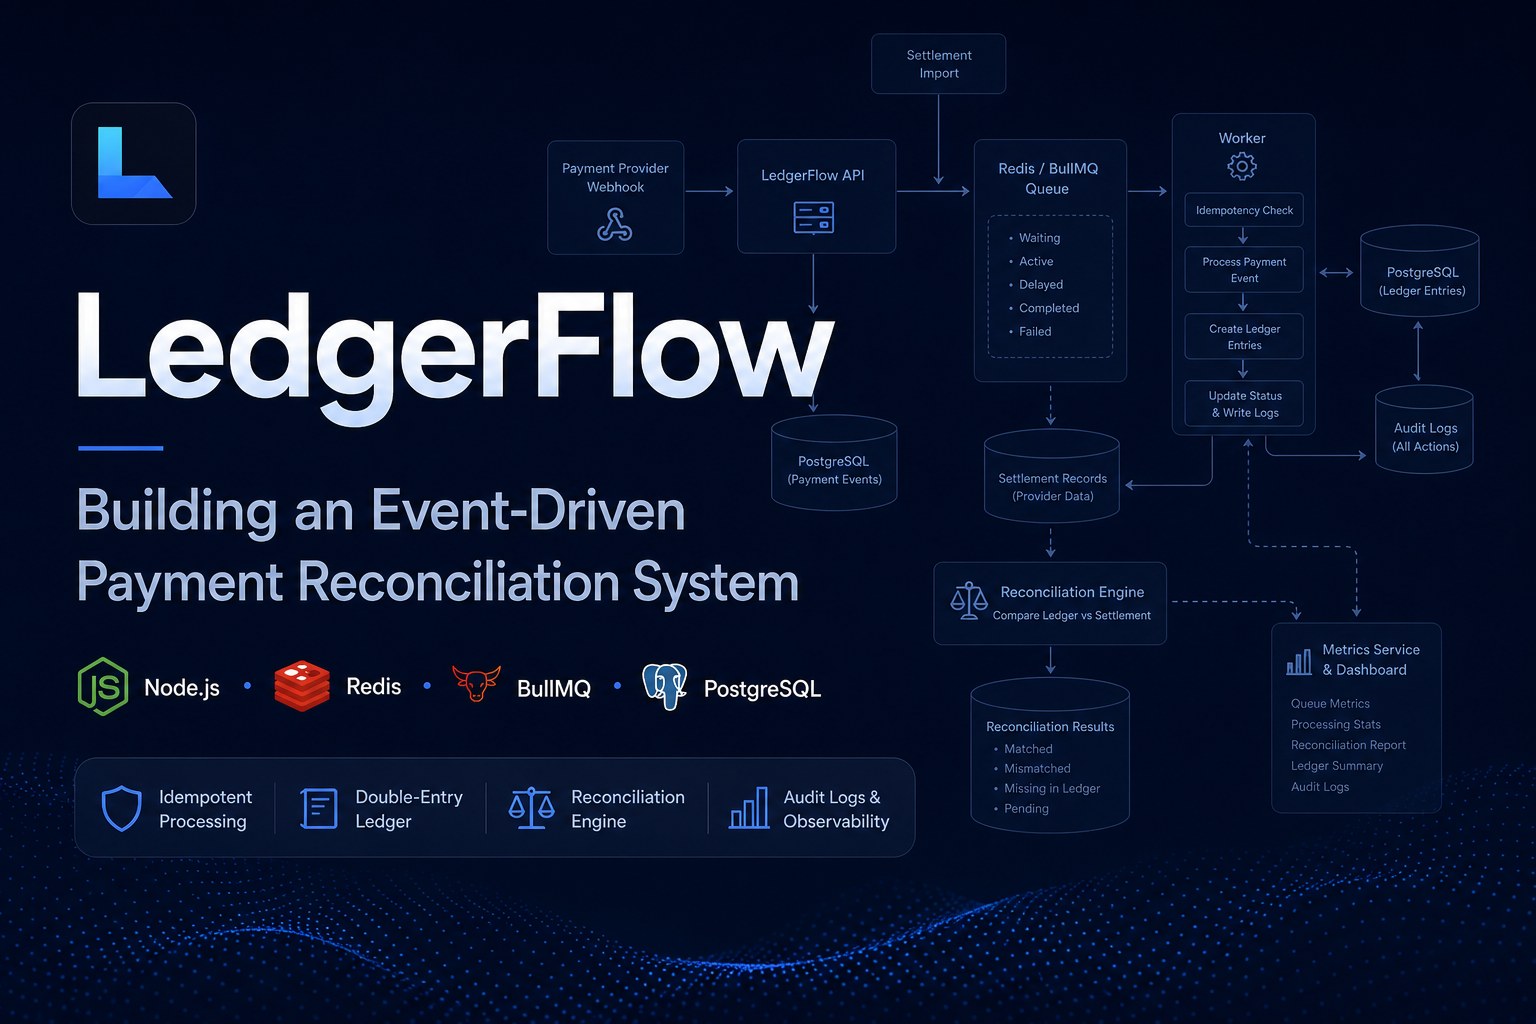 LedgerFlow
Building an Event-Driven
Payment Reconciliation System
Node.js
Redis
BullMQ
PostgreSQL
Idempotent
Processing
Double-Entry
Ledger
Reconciliation
Engine
Audit Logs &
Observability
Settlement
Import
Payment Provider
Webhook
LedgerFlow API
Redis / BullMQ
Queue
• Waiting
• Active
• Delayed
• Completed
• Failed
Worker
Idempotency Check
Process Payment
Event
Create Ledger
Entries
Update Status
& Write Logs
PostgreSQL
(Ledger Entries)
Audit Logs
(All Actions)
PostgreSQL
(Payment Events)
Settlement Records
(Provider Data)
Reconciliation Engine
Compare Ledger vs Settlement
Reconciliation Results
• Matched
• Mismatched
• Missing in Ledger
• Pending
Metrics Service
& Dashboard
Queue Metrics
Processing Stats
Reconciliation Report
Ledger Summary
Audit Logs